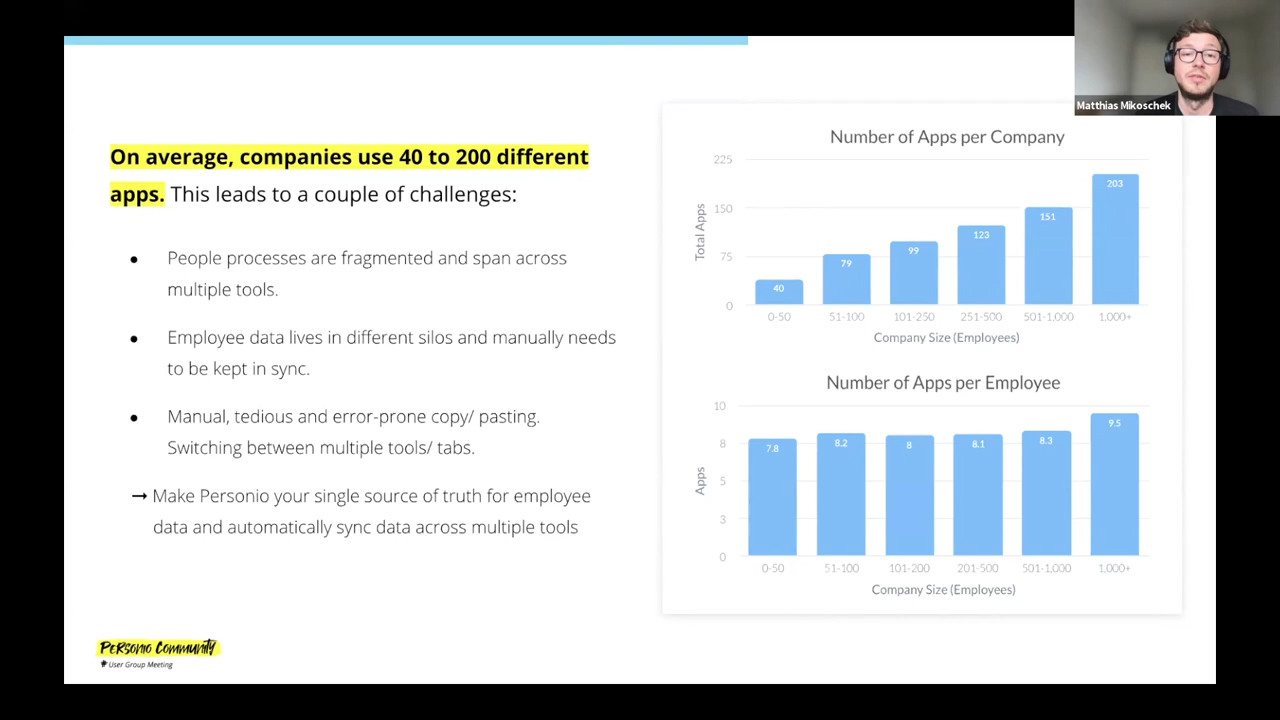 Matthias Mikoschek
On average, companies use 40 to 200 different
apps. This leads to a couple of challenges:
● People processes are fragmented and span across
multiple tools.
● Employee data lives in different silos and manually needs
to be kept in sync.
● Manual, tedious and error-prone copy/ pasting.
Switching between multiple tools/ tabs.
→ Make Personio your single source of truth for employee
data and automatically sync data across multiple tools
Number of Apps per Company
Total Apps
225
150
75
0
40
79
99
123
151
203
0-50
51-100
101-250
251-500
501-1,000
1,000+
Company Size (Employees)
Number of Apps per Employee
Apps
10
8
5
3
0
7.8
8.2
8
8.1
8.3
9.5
0-50
51-100
101-200
201-500
501-1,000
1,000+
Company Size (Employees)
Personio Community
User Group Meeting